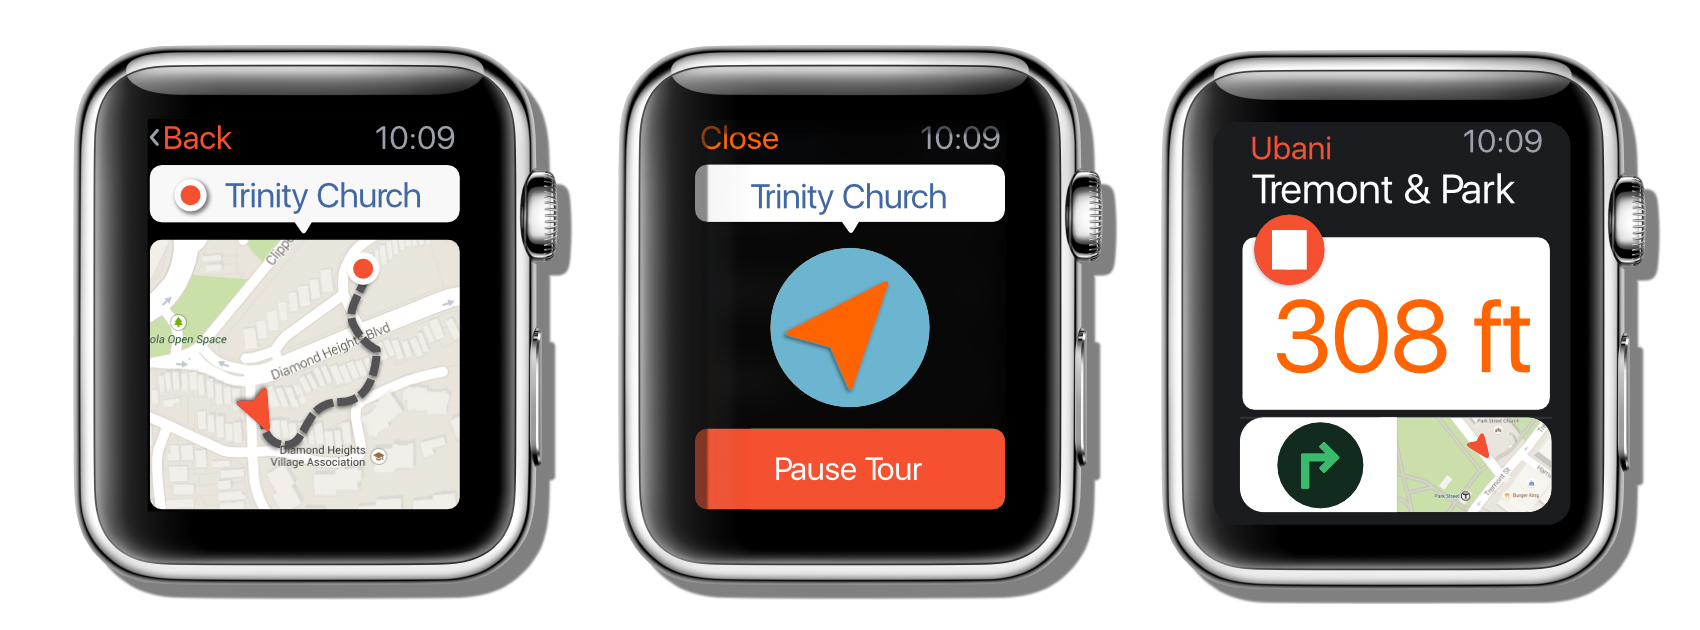 Back 10:09
Trinity Church
Clippe
Diamond Heights Blvd
ola Open Space
Diamond Heights
Village Association
Close 10:09
Trinity Church
Pause Tour
Ubani 10:09
Tremont & Park
308 ft
Park Street Church
Tremont St
Park Street
Burger King